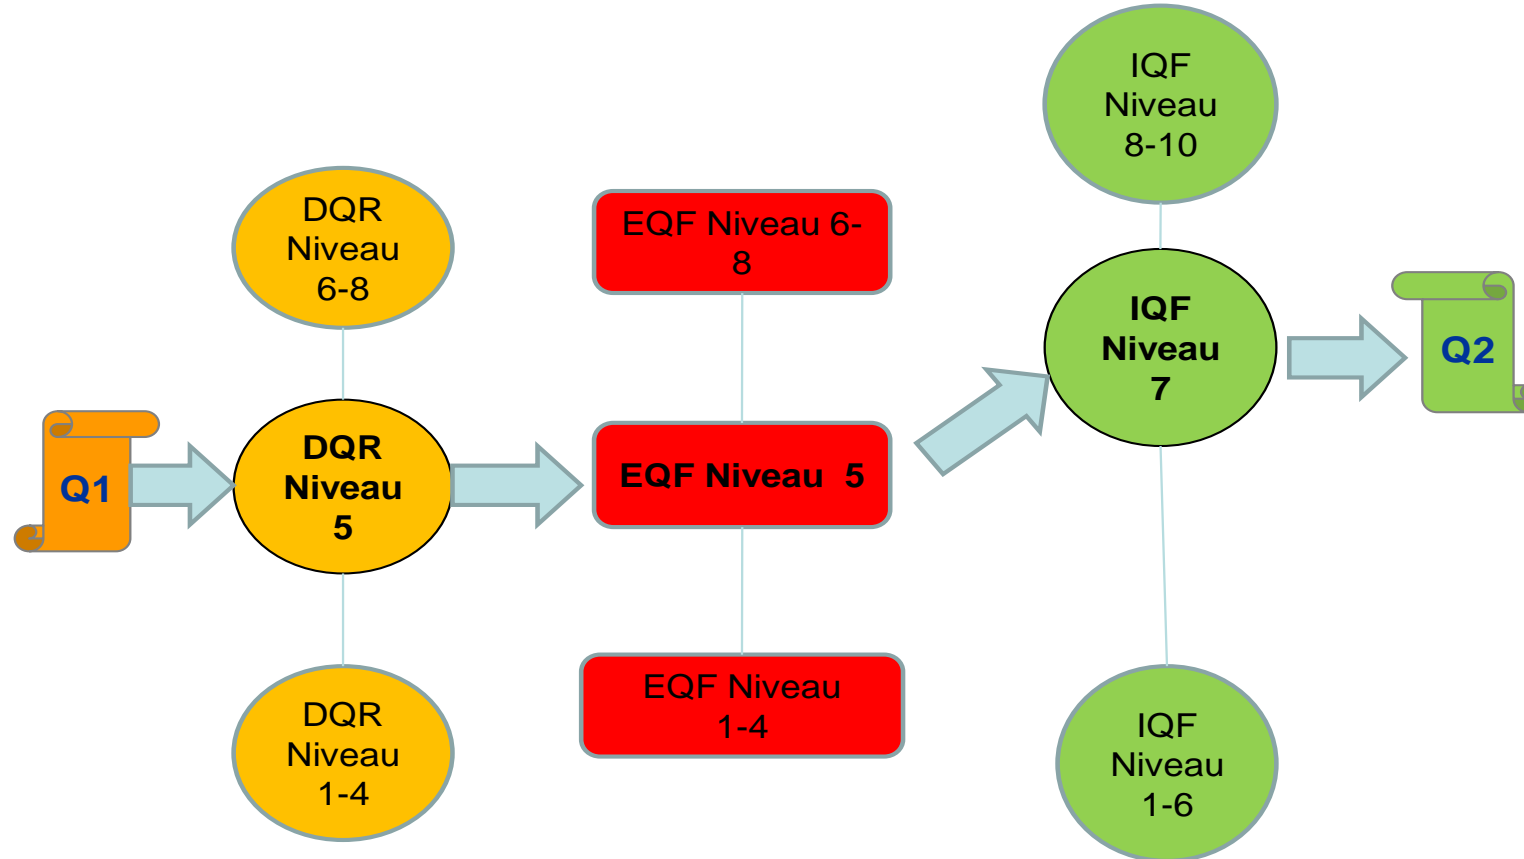 Q1
DQR
Niveau
6-8
DQR
Niveau
5
DQR
Niveau
1-4
EQF Niveau 6-
8
EQF Niveau  5
EQF Niveau
1-4
IQF
Niveau
8-10
IQF
Niveau
7
IQF
Niveau
1-6
Q2